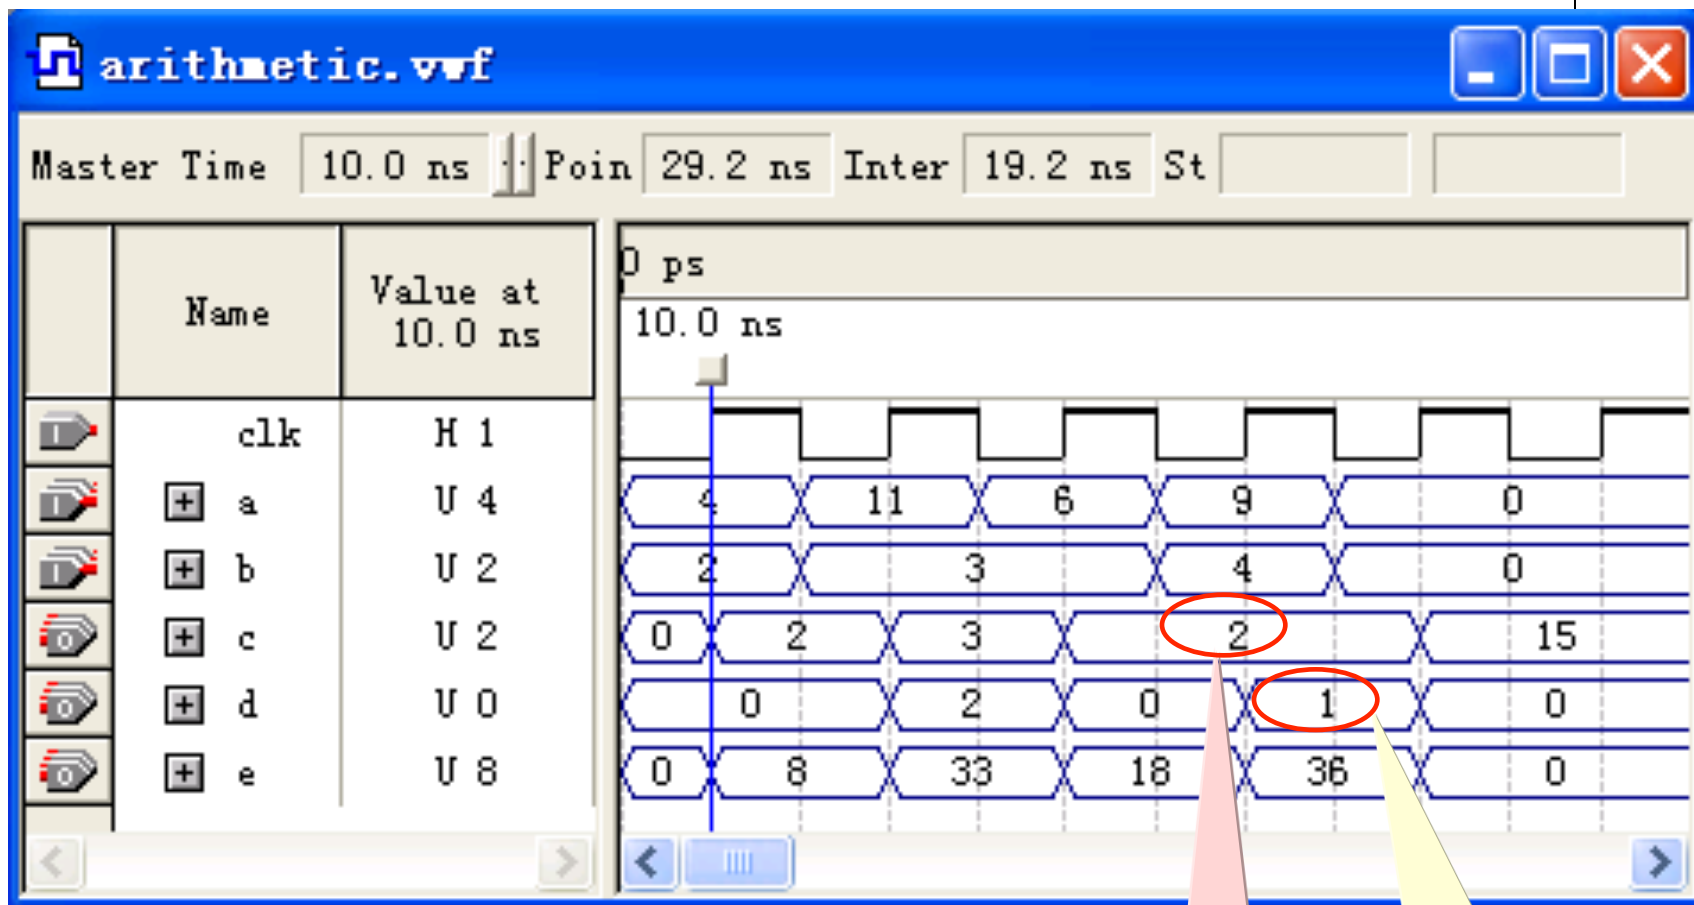 arithmetic.vwf
Master Time 10.0 ns Poin 29.2 ns Inter 19.2 ns St
Name
Value at
10.0 ns
0 ps
10.0 ns
clk H 1
a U 4 4 11 6 9 0
b U 2 2 3 4 0
c U 2 0 2 3 2 15
d U 0 0 2 0 1 0
e U 8 0 8 33 18 36 0